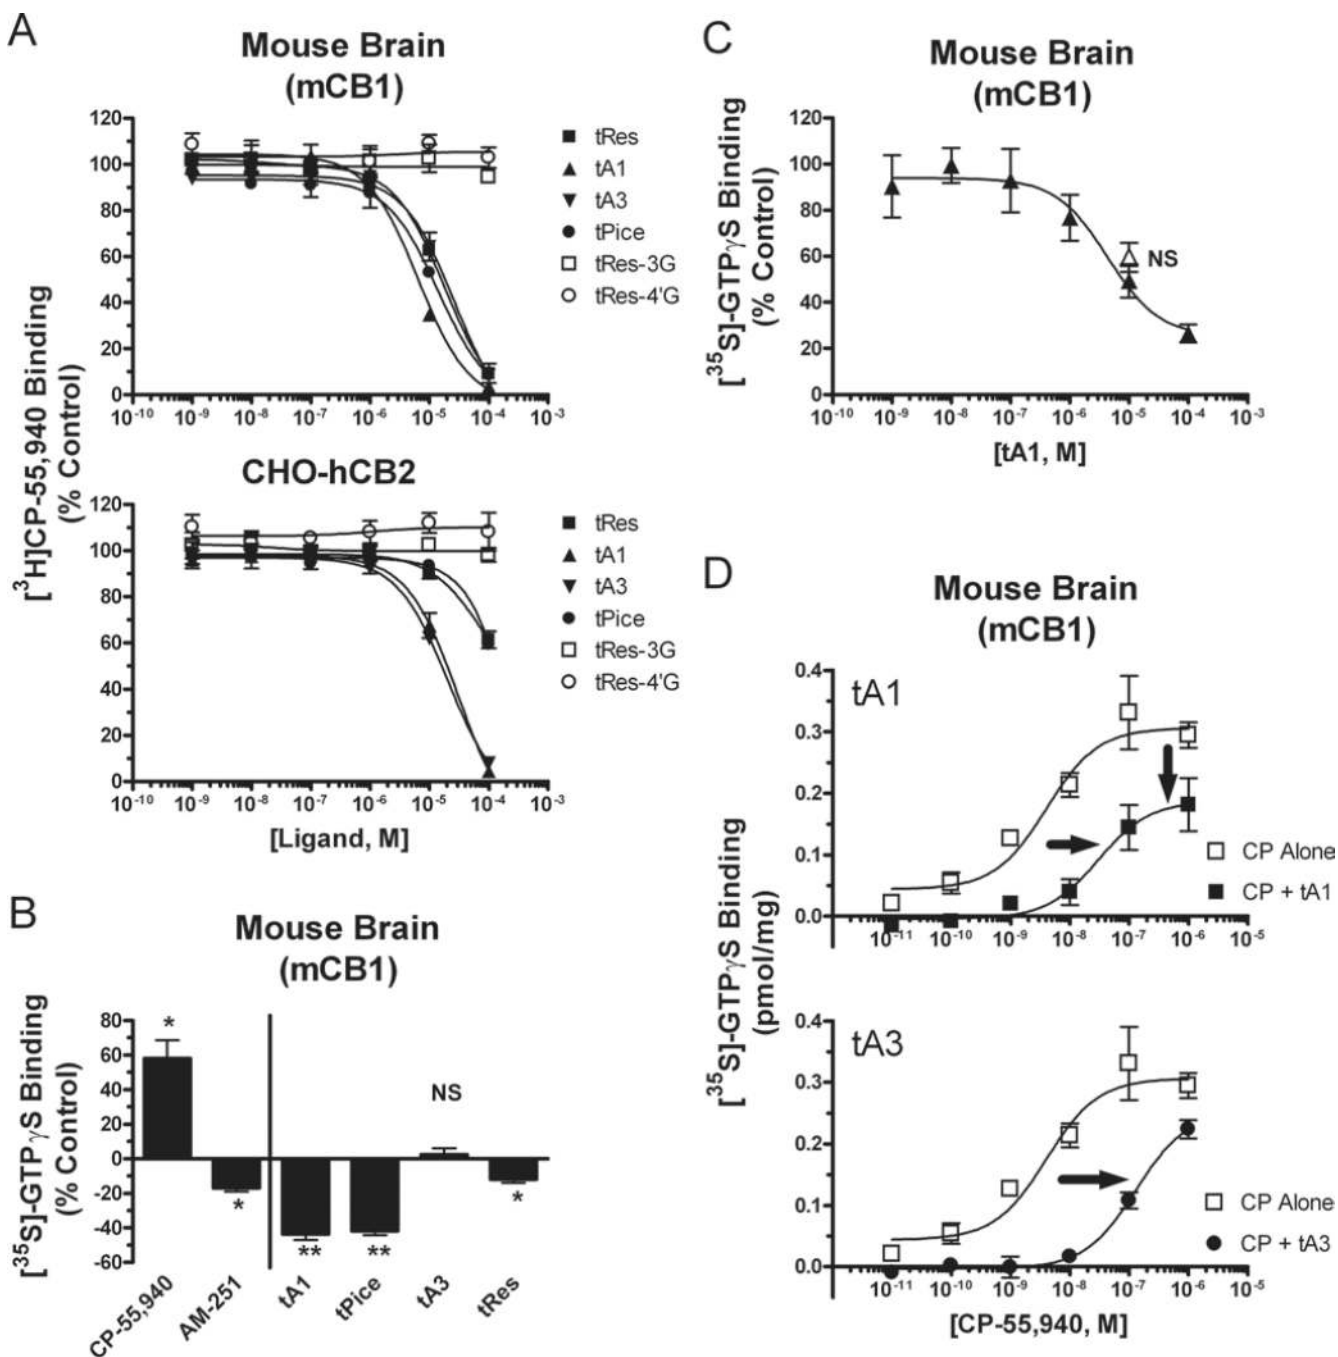 A
Mouse Brain
(mCB1)
[³H]CP-55,940 Binding
(% Control)
120
100
80
60
40
20
0
10⁻¹⁰ 10⁻⁹ 10⁻⁸ 10⁻⁷ 10⁻⁶ 10⁻⁵ 10⁻⁴ 10⁻³
tRes
tA1
tA3
tPice
tRes-3G
tRes-4'G
CHO-hCB2
120
100
80
60
40
20
0
10⁻¹⁰ 10⁻⁹ 10⁻⁸ 10⁻⁷ 10⁻⁶ 10⁻⁵ 10⁻⁴ 10⁻³
[Ligand, M]
tRes
tA1
tA3
tPice
tRes-3G
tRes-4'G
B
Mouse Brain
(mCB1)
[³⁵S]-GTPγS Binding
(% Control)
80
60
40
20
0
-20
-40
-60
*
*
**
**
NS
*
CP-55,940
AM-251
tA1
tPice
tA3
tRes
C
Mouse Brain
(mCB1)
[³⁵S]-GTPγS Binding
(% Control)
120
100
80
60
40
20
0
NS
10⁻¹⁰ 10⁻⁹ 10⁻⁸ 10⁻⁷ 10⁻⁶ 10⁻⁵ 10⁻⁴ 10⁻³
[tA1, M]
D
Mouse Brain
(mCB1)
[³⁵S]-GTPγS Binding
(pmol/mg)
tA1
0.4
0.3
0.2
0.1
0.0
10⁻¹¹ 10⁻¹⁰ 10⁻⁹ 10⁻⁸ 10⁻⁷ 10⁻⁶ 10⁻⁵
CP Alone
CP + tA1
tA3
0.4
0.3
0.2
0.1
0.0
10⁻¹¹ 10⁻¹⁰ 10⁻⁹ 10⁻⁸ 10⁻⁷ 10⁻⁶ 10⁻⁵
CP Alone
CP + tA3
[CP-55,940, M]